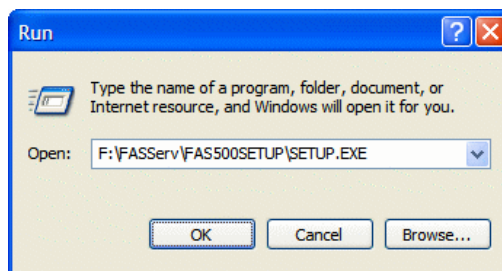 Run
Type the name of a program, folder, document, or
Internet resource, and Windows will open it for you.
Open: F:\FASServ\FAS500SETUP\SETUP.EXE
OK Cancel Browse...